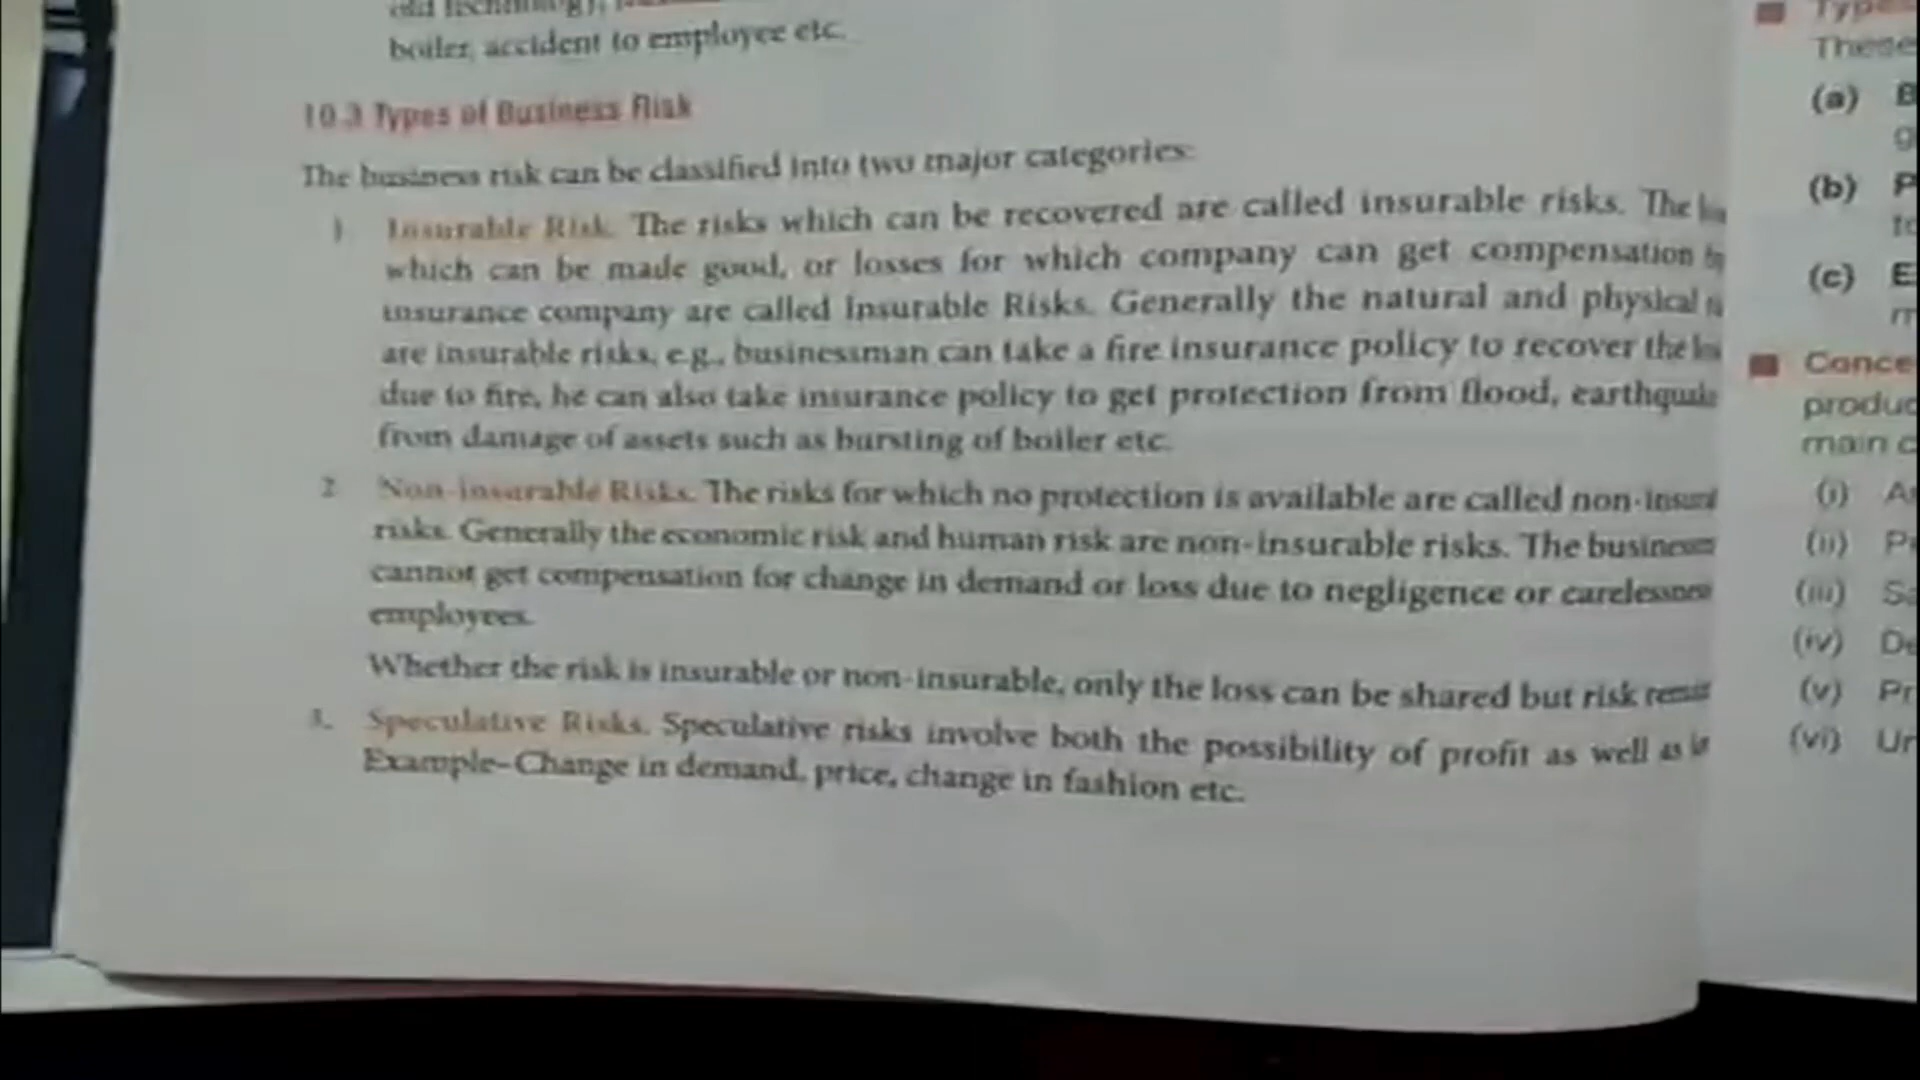 boiler, accident to employee etc.
10.3 Types of Business Risk
The business risk can be classified into two major categories:
1. Insurable Risk. The risks which can be recovered are called insurable risks. The
which can be made good, or losses for which company can get compensation
insurance company are called Insurable Risks. Generally the natural and physical
are insurable risks, e.g., businessman can take a fire insurance policy to recover the
due to fire, he can also take insurance policy to get protection from flood, earthquake
from damage of assets such as bursting of boiler etc.
2. Non-insurable Risks. The risks for which no protection is available are called non-
risks. Generally the economic risk and human risk are non-insurable risks. The
cannot get compensation for change in demand or loss due to negligence or
employees.
Whether the risk is insurable or non-insurable, only the loss can be shared but risk
3. Speculative Risks. Speculative risks involve both the possibility of profit as well as
Example-Change in demand, price, change in fashion etc.
Types
These
(a) B
(b) P
to
(c) E
Conce
produc
main c
(i)
(ii)
(iii)
(iv) De
(v) Pr
(vi) Un